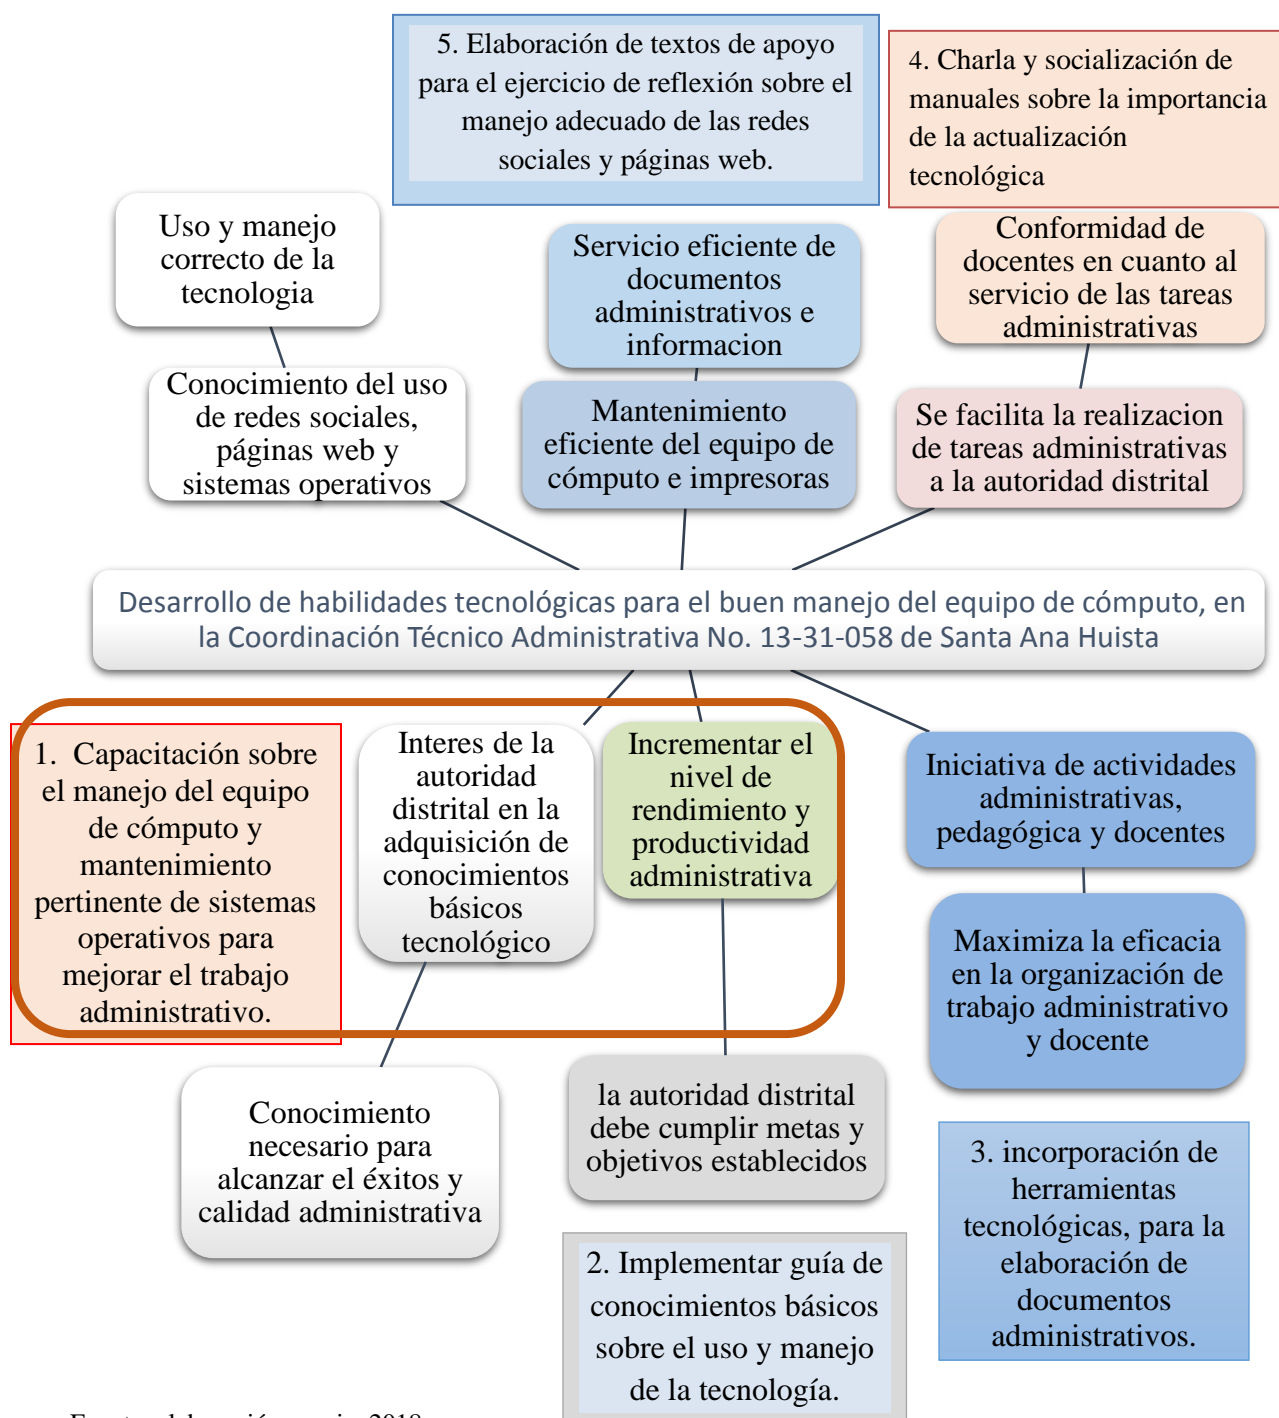 5. Elaboración de textos de apoyo
para el ejercicio de reflexión sobre el
manejo adecuado de las redes
sociales y páginas web.
4. Charla y socialización de
manuales sobre la importancia
de la actualización
tecnológica
Uso y manejo
correcto de la
tecnologia
Servicio eficiente de
documentos
administrativos e
informacion
Conformidad de
docentes en cuanto al
servicio de las tareas
administrativas
Conocimiento del uso
de redes sociales,
páginas web y
sistemas operativos
Mantenimiento
eficiente del equipo de
cómputo e impresoras
Se facilita la realizacion
de tareas administrativas
a la autoridad distrital
Desarrollo de habilidades tecnológicas para el buen manejo del equipo de cómputo, en
la Coordinación Técnico Administrativa No. 13-31-058 de Santa Ana Huista
1. Capacitación sobre
el manejo del equipo
de cómputo y
mantenimiento
pertinente de sistemas
operativos para
mejorar el trabajo
administrativo.
Interes de la
autoridad
distrital en la
adquisición de
conocimientos
básicos
tecnológico
Incrementar el
nivel de
rendimiento y
productividad
administrativa
Iniciativa de actividades
administrativas,
pedagógica y docentes
Maximiza la eficacia
en la organización de
trabajo administrativo
y docente
Conocimiento
necesario para
alcanzar el éxitos y
calidad administrativa
la autoridad distrital
debe cumplir metas y
objetivos establecidos
3. incorporación de
herramientas
tecnológicas, para la
elaboración de
documentos
administrativos.
2. Implementar guía de
conocimientos básicos
sobre el uso y manejo
de la tecnología.